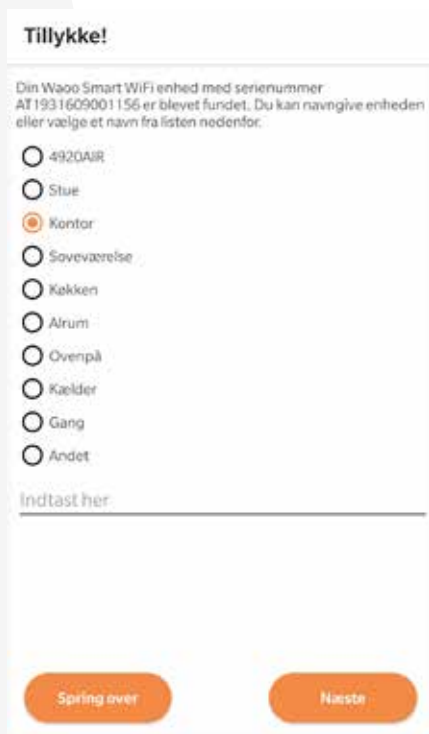 Tillykke!
Din Waoo Smart WiFi enhed med serienummer
AT1931609001156 er blevet fundet. Du kan navngive enheden
eller vælge et navn fra listen nedenfor.
4920AIR
Stue
Kontor
Soveværelse
Køkken
Alrum
Ovenpå
Kælder
Gang
Andet
Indtast her
Spring over
Næste